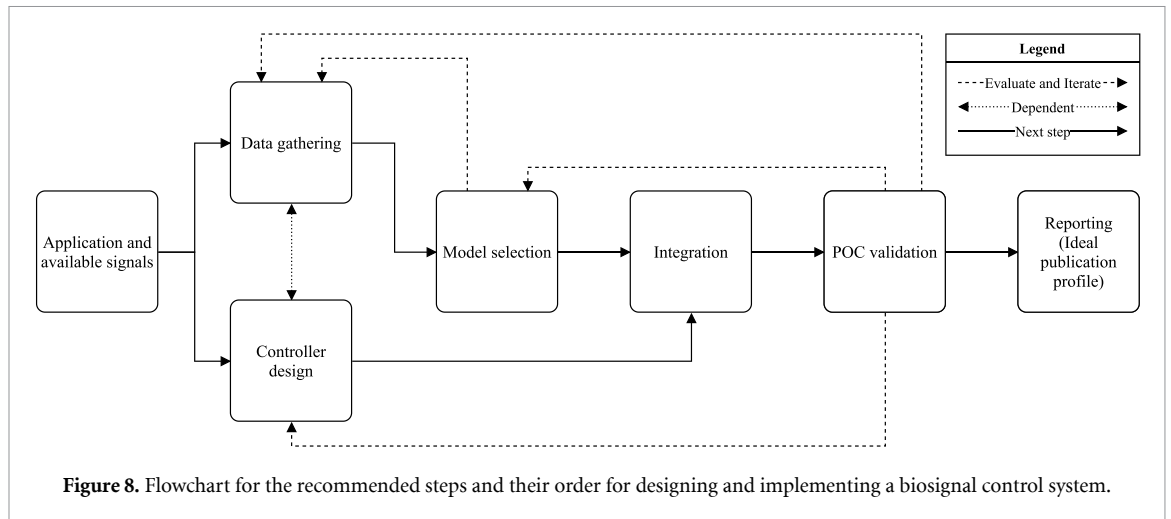 Legend
Evaluate and Iterate
Dependent
Next step
Data gathering
Application and
available signals
Model selection
Integration
POC validation
Reporting
(Ideal
publication
profile)
Controller
design
Figure 8. Flowchart for the recommended steps and their order for designing and implementing a biosignal control system.